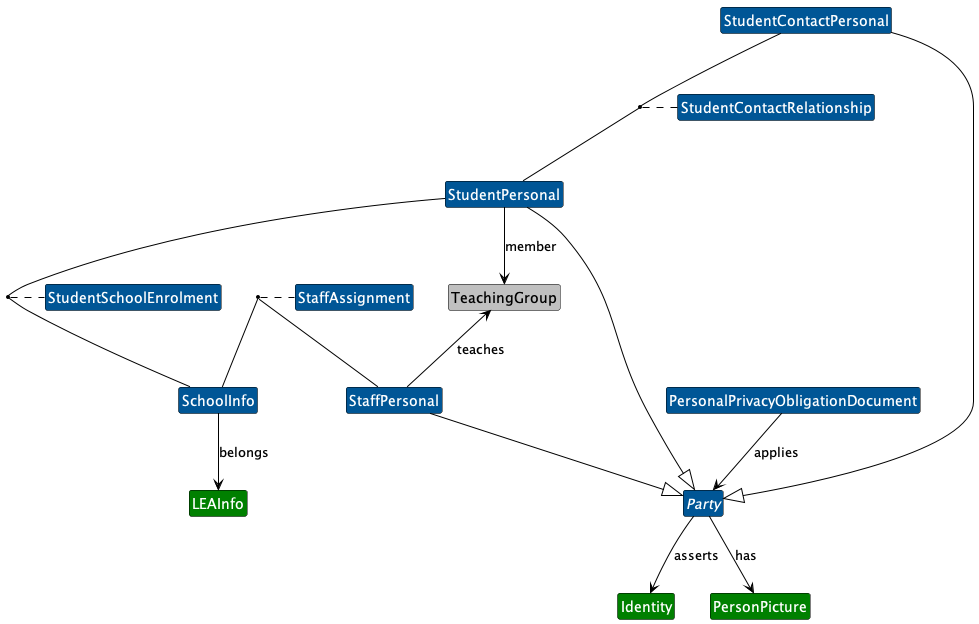 StudentContactPersonal
StudentContactRelationship
StudentPersonal
member
StudentSchoolEnrolment
StaffAssignment
TeachingGroup
teaches
SchoolInfo
StaffPersonal
PersonalPrivacyObligationDocument
belongs
applies
LEAInfo
Party
asserts
has
Identity
PersonPicture